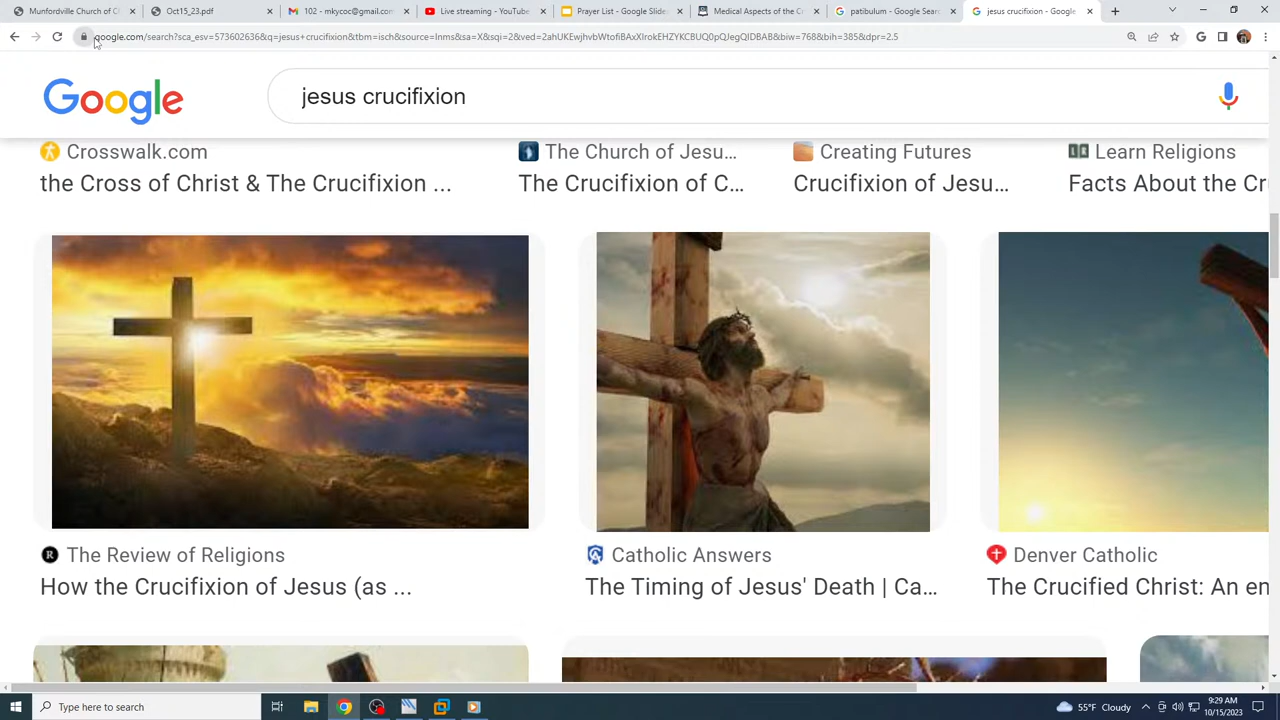 Munfordville Church of C
Oct15_23.pdf
102 - mkycoc@gmail.com
Live streaming - YouTube
Prayer List - Google Slide
Medical Aspects of the C
patibulum - Google Searc
jesus crucifixion - Google
google.com/search?sca_esv=573602636&q=jesus+crucifixion&tbm=isch&source=lnms&sa=X&sqi=2&ved=2ahUKEwjhvbWtofiBAxXlrokEHZYKCBUQ0pQJegQIDBAB&biw=768&bih=385&dpr=2.5
Google
jesus crucifixion
Crosswalk.com
The Church of Jesu...
Creating Futures
Learn Religions
the Cross of Christ & The Crucifixion ...
The Crucifixion of C...
Crucifixion of Jesu...
Facts About the Cr
The Review of Religions
Catholic Answers
Denver Catholic
How the Crucifixion of Jesus (as ...
The Timing of Jesus' Death | Ca...
The Crucified Christ: An en
Type here to search
55°F Cloudy
9:29 AM
10/15/2023